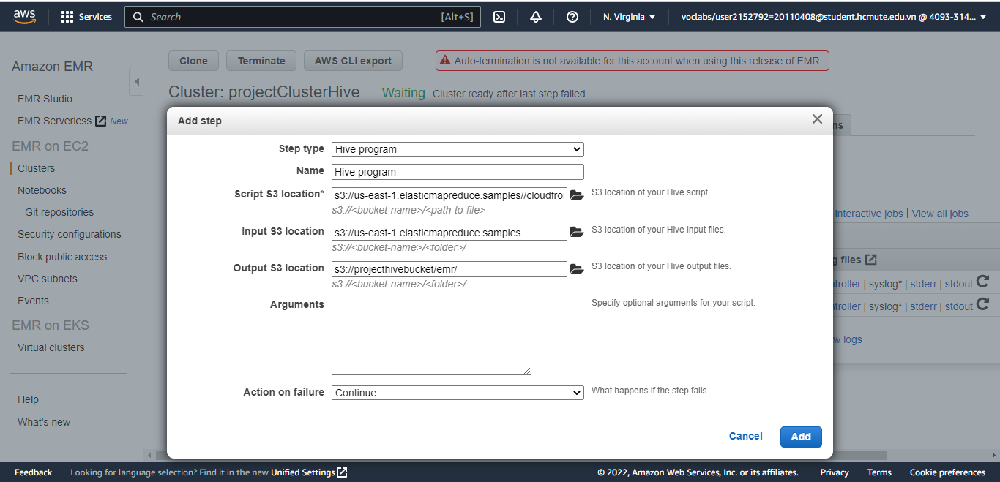 aws
Services
Search
[Alt+S]
N. Virginia
voclabs/user2152792=20110408@student.hcmute.edu.vn @ 4093-314...
Amazon EMR
EMR Studio
EMR Serverless New
EMR on EC2
Clusters
Notebooks
Git repositories
Security configurations
Block public access
VPC subnets
Events
EMR on EKS
Virtual clusters
Help
What's new
Clone
Terminate
AWS CLI export
Auto-termination is not available for this account when using this release of EMR.
Cluster: projectClusterHive Waiting Cluster ready after last step failed.
Add step
Step type Hive program
Name Hive program
Script S3 location* s3://us-east-1.elasticmapreduce.samples//cloudfron S3 location of your Hive script.
s3://<bucket-name>/<path-to-file>
Input S3 location s3://us-east-1.elasticmapreduce.samples S3 location of your Hive input files.
s3://<bucket-name>/<folder>/
Output S3 location s3://projecthivebucket/emr/ S3 location of your Hive output files.
s3://<bucket-name>/<folder>/
Arguments Specify optional arguments for your script.
Action on failure Continue What happens if the step fails
Cancel Add
ns
interactive jobs | View all jobs
g files
ntroller | syslog* | stderr | stdout
ntroller | syslog* | stderr | stdout
w logs
Feedback
Looking for language selection? Find it in the new Unified Settings
© 2022, Amazon Web Services, Inc. or its affiliates.
Privacy
Terms
Cookie preferences